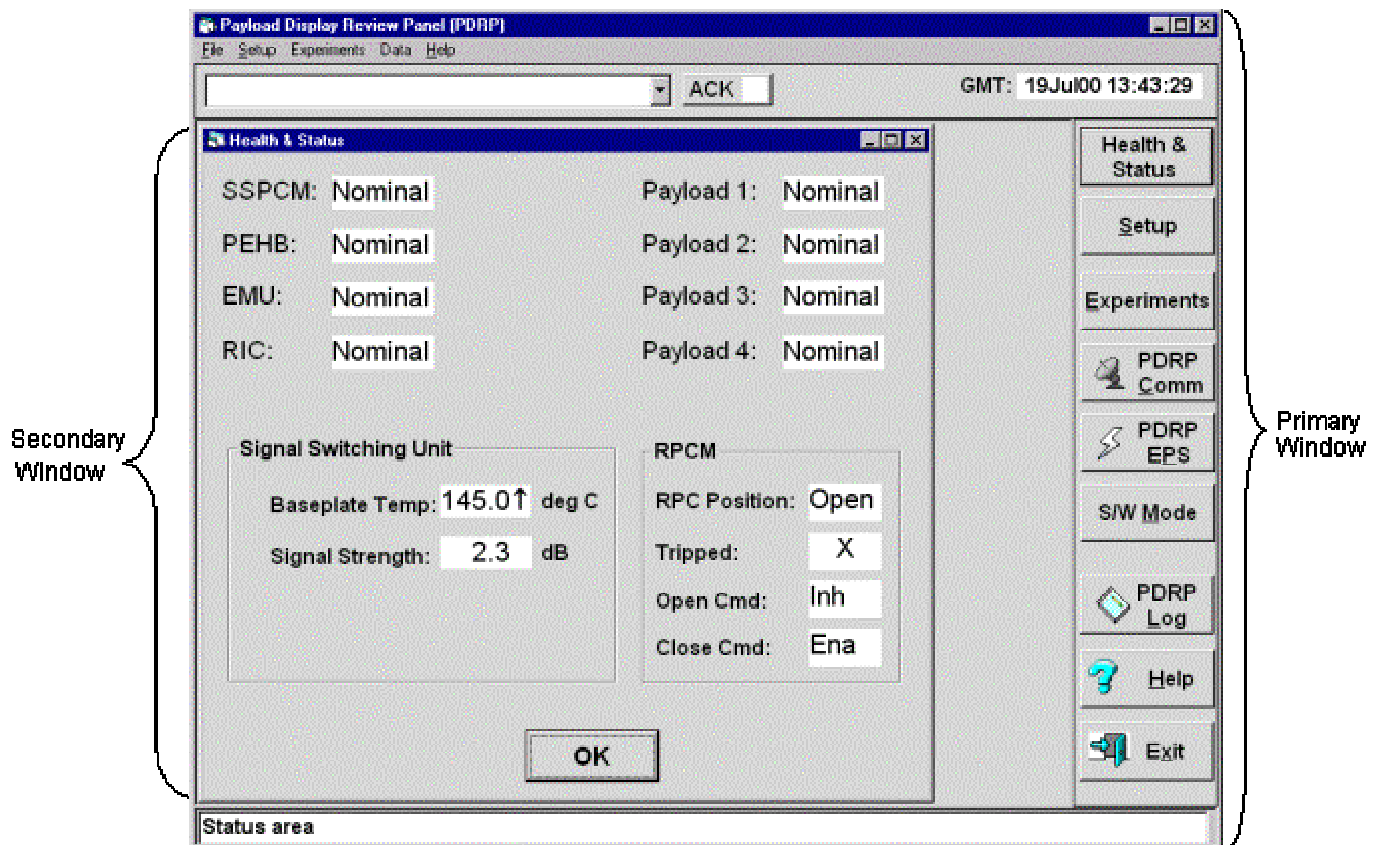 Payload Display Review Panel (PDRP)
File Setup Experiments Data Help
ACK
GMT: 19Jul00 13:43:29
Health & Status
SSPCM: Nominal
Payload 1: Nominal
PEHB: Nominal
Payload 2: Nominal
EMU: Nominal
Payload 3: Nominal
RIC: Nominal
Payload 4: Nominal
Signal Switching Unit
Baseplate Temp: 145.0↑ deg C
Signal Strength: 2.3 dB
RPCM
RPC Position: Open
Tripped: X
Open Cmd: Inh
Close Cmd: Ena
OK
Health &
Status
Setup
Experiments
PDRP
Comm
PDRP
EPS
S/W Mode
PDRP
Log
Help
Exit
Status area
Secondary
Window
Primary
Window